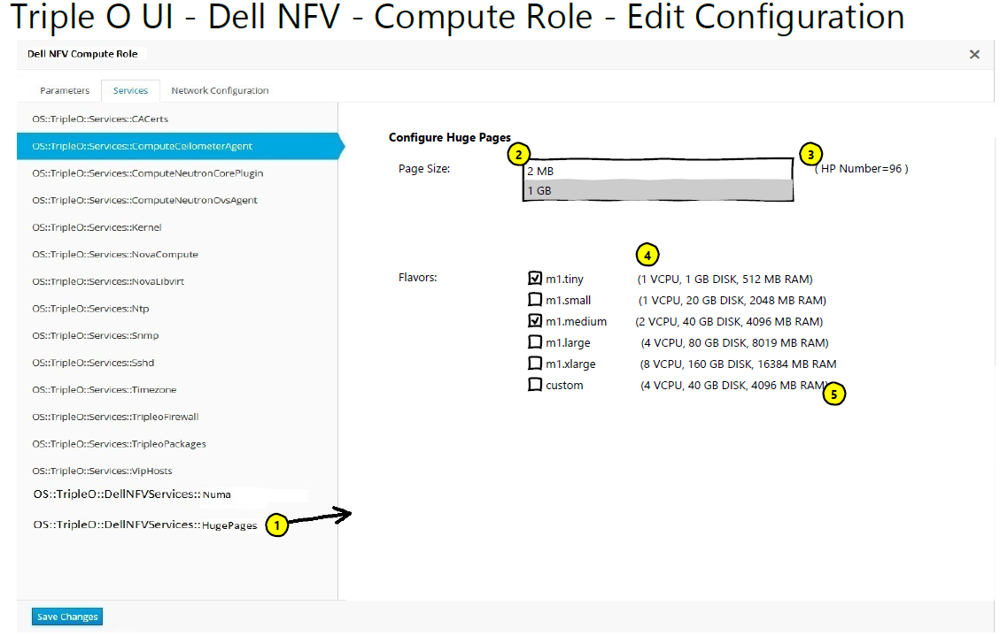 Triple O UI - Dell NFV - Compute Role - Edit Configuration
Dell NFV Compute Role ×
Parameters Services Network Configuration
OS::TripleO::Services::CACerts
OS::TripleO::Services::ComputeCeilometerAgent
OS::TripleO::Services::ComputeNeutronCorePlugin
OS::TripleO::Services::ComputeNeutronOvsAgent
OS::TripleO::Services::Kernel
OS::TripleO::Services::NovaCompute
OS::TripleO::Services::NovaLibvirt
OS::TripleO::Services::Ntp
OS::TripleO::Services::Snmp
OS::TripleO::Services::Sshd
OS::TripleO::Services::Timezone
OS::TripleO::Services::TripleoFirewall
OS::TripleO::Services::TripleoPackages
OS::TripleO::Services::VipHosts
OS::TripleO::DellNFVServices:: Numa
OS::TripleO::DellNFVServices:: HugePages 1
Configure Huge Pages
2 3
Page Size: 2 MB ( HP Number=96 )
1 GB
4
Flavors: m1.tiny (1 VCPU, 1 GB DISK, 512 MB RAM)
m1.small (1 VCPU, 20 GB DISK, 2048 MB RAM)
m1.medium (2 VCPU, 40 GB DISK, 4096 MB RAM)
m1.large (4 VCPU, 80 GB DISK, 8019 MB RAM)
m1.xlarge (8 VCPU, 160 GB DISK, 16384 MB RAM
custom (4 VCPU, 40 GB DISK, 4096 MB RAM)
5
Save Changes